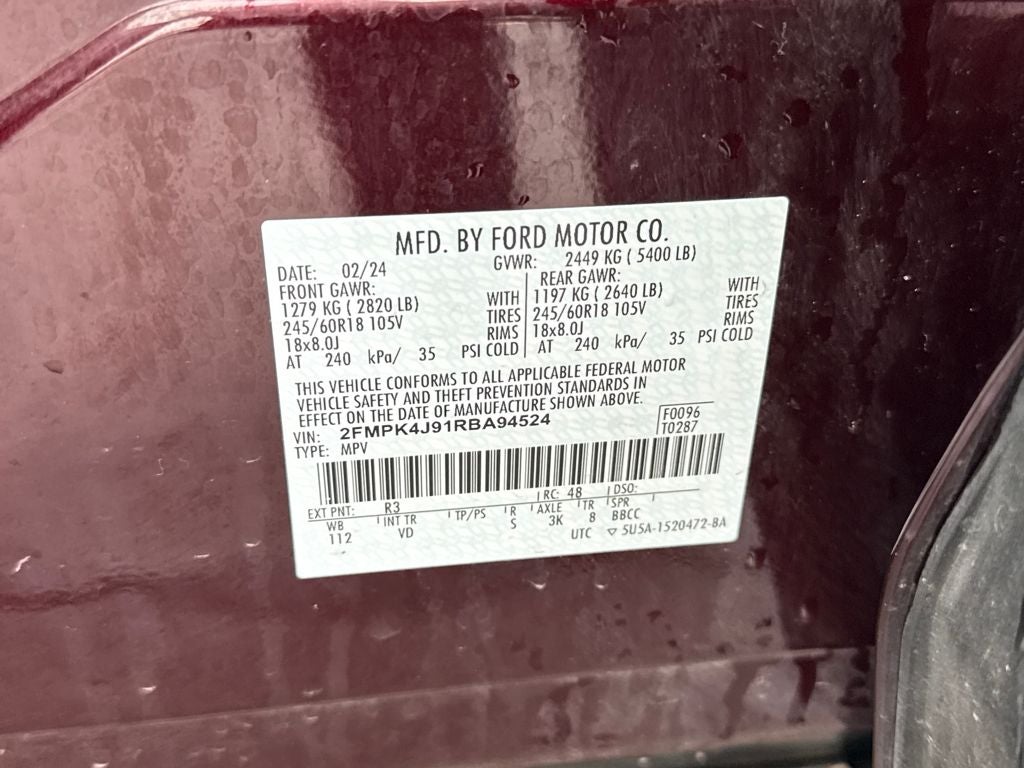 MFD. BY FORD MOTOR CO.
DATE: 02/24 GVWR: 2449 KG ( 5400 LB)
FRONT GAWR: REAR GAWR:
1279 KG ( 2820 LB) WITH 1197 KG ( 2640 LB) WITH
245/60R18 105V TIRES 245/60R18 105V TIRES
18x8.0J RIMS 18x8.0J RIMS
AT 240 kPa/ 35 PSI COLD AT 240 kPa/ 35 PSI COLD
THIS VEHICLE CONFORMS TO ALL APPLICABLE FEDERAL MOTOR
VEHICLE SAFETY AND THEFT PREVENTION STANDARDS IN
EFFECT ON THE DATE OF MANUFACTURE SHOWN ABOVE.
VIN: 2FMPK4J91RBA94524 F0096
TYPE: MPV T0287
EXT PNT: R3 RC: 48 DSO:
WB INT TR TP/PS R AXLE TR SPR
112 VD S 3K 8 BBCC
UTC ▽ 5U5A-1520472-BA